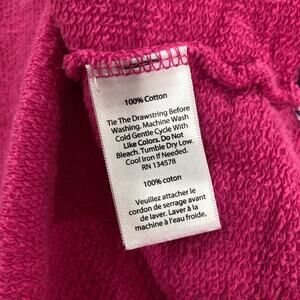 100% Cotton
Tie The Drawstring Before
Washing. Machine Wash
Cold Gentle Cycle With
Like Colors. Do Not
Bleach. Tumble Dry Low.
Cool Iron If Needed.
RN 134578
100% coton
Veuillez attacher le
cordon de serrage avant
de laver. Laver à la
machine à l'eau froide.